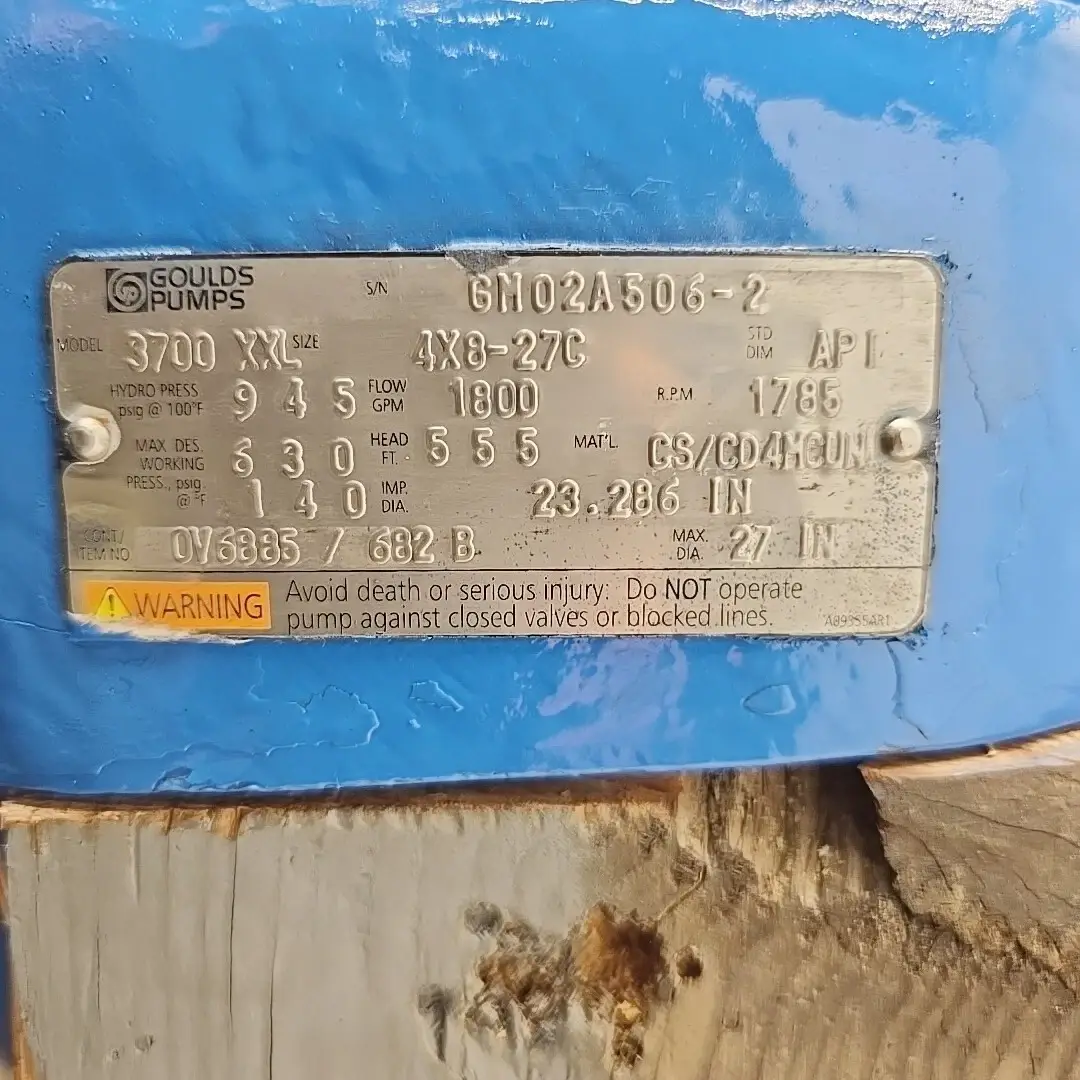 GOULDS PUMPS S/N GN02A506-2
MODEL 3700 XXL SIZE 4X8-27C STD DIM API
HYDRO PRESS psig @ 100°F 945 FLOW GPM 1800 R.P.M 1785
MAX. DES. WORKING PRESS., psig. 630 HEAD FT. 555 MAT'L. CS/CD4MCUN
@ °F 140 IMP. DIA. 23.286 IN
CONT./ ITEM NO OV6885 / 682 B MAX. DIA. 27 IN
WARNING Avoid death or serious injury: Do NOT operate
pump against closed valves or blocked lines. A09355AR1